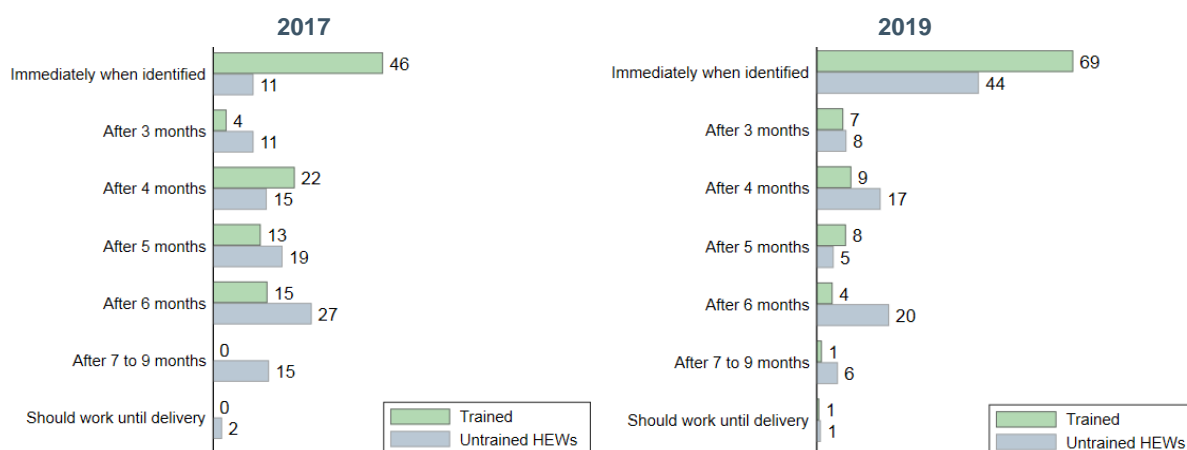 2017
Immediately when identified
46
11
After 3 months
4
11
After 4 months
22
15
After 5 months
13
19
After 6 months
15
27
After 7 to 9 months
0
15
Should work until delivery
0
2
Trained
Untrained HEWs
2019
Immediately when identified
69
44
After 3 months
7
8
After 4 months
9
17
After 5 months
8
5
After 6 months
4
20
After 7 to 9 months
1
6
Should work until delivery
1
1
Trained
Untrained HEWs